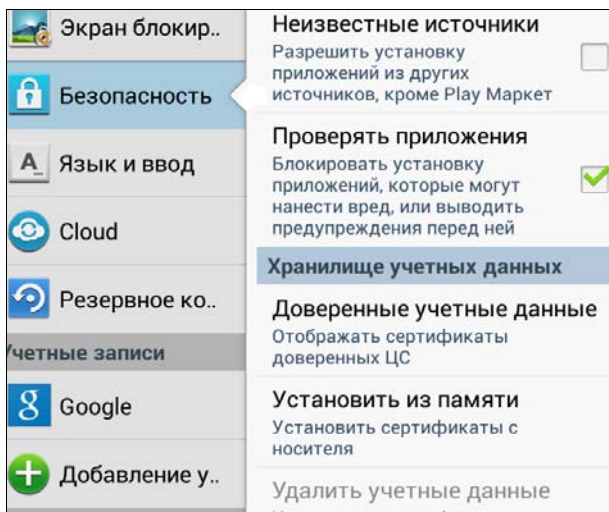 Экран блокир..
Безопасность
Язык и ввод
Cloud
Резервное ко..
Учетные записи
Google
Добавление у..
Неизвестные источники
Разрешить установку
приложений из других
источников, кроме Play Маркет
Проверять приложения
Блокировать установку
приложений, которые могут
нанести вред, или выводить
предупреждения перед ней
Хранилище учетных данных
Доверенные учетные данные
Отображать сертификаты
доверенных ЦС
Установить из памяти
Установить сертификаты с
носителя
Удалить учетные данные